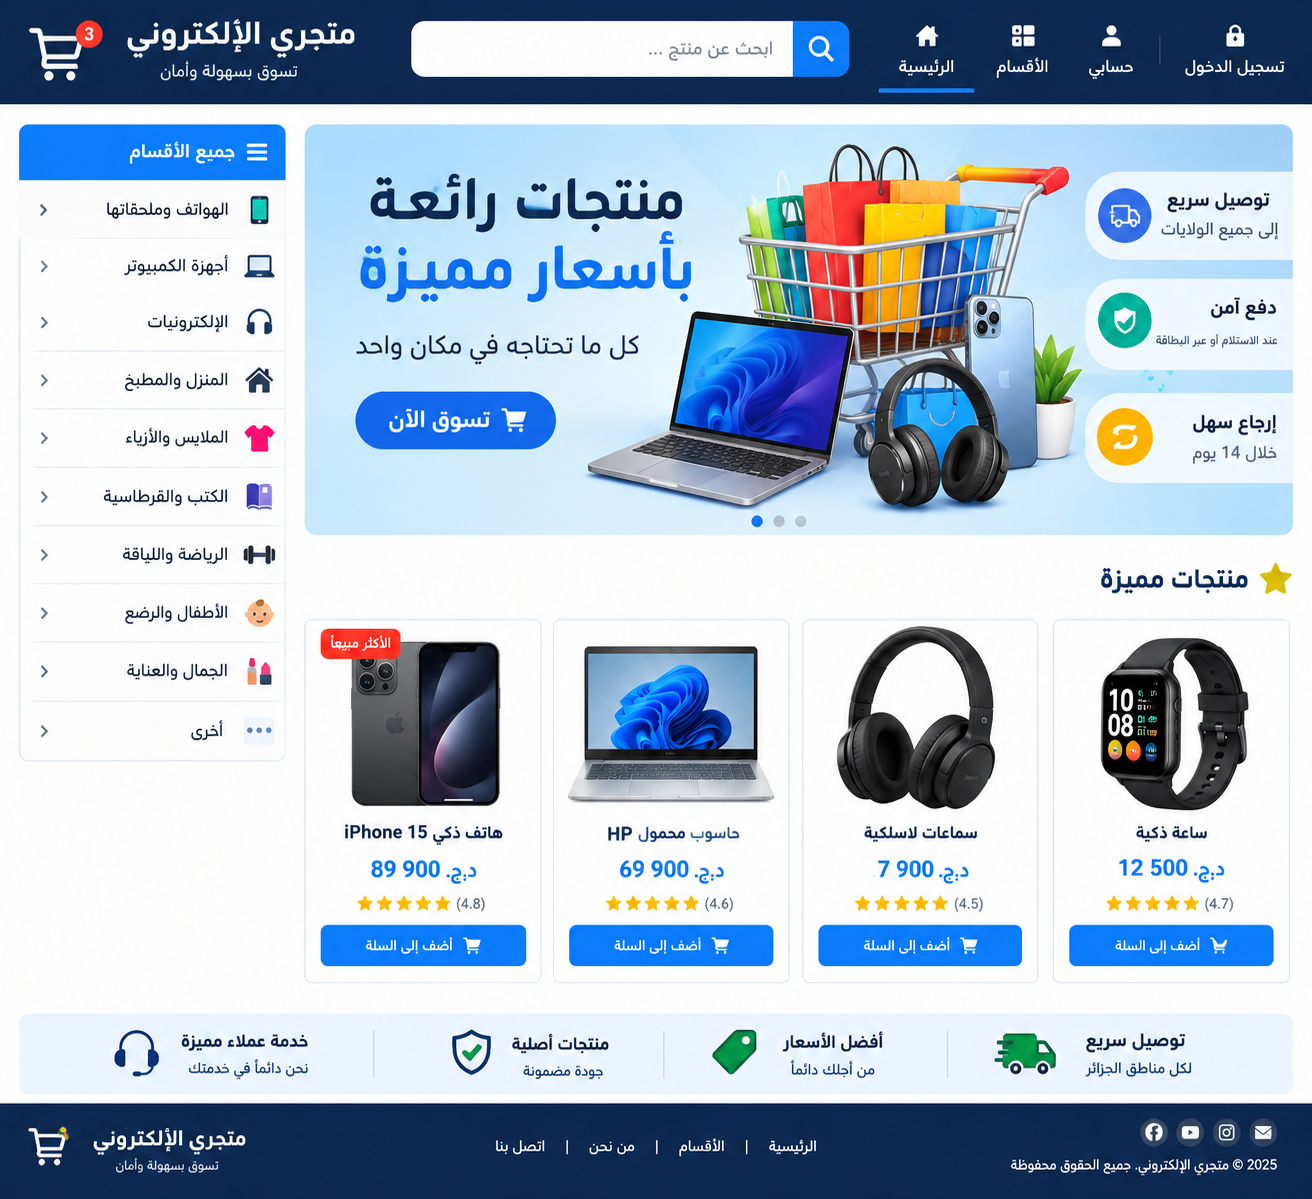 3
متجري الإلكتروني
تسوق بسهولة وأمان
ابحث عن منتج ...
الرئيسية
الأقسام
حسابي
تسجيل الدخول
جميع الأقسام
الهواتف وملحقاتها
أجهزة الكمبيوتر
الإلكترونيات
المنزل والمطبخ
الملابس والأزياء
الكتب والقرطاسية
الرياضة واللياقة
الأطفال والرضع
الجمال والعناية
أخرى
منتجات رائعة
بأسعار مميزة
كل ما تحتاجه في مكان واحد
تسوق الآن
توصيل سريع
إلى جميع الولايات
دفع آمن
عند الاستلام أو عبر البطاقة
إرجاع سهل
خلال 14 يوم
منتجات مميزة
10
08
ساعة ذكية
12 500 د.ج.
(4.7)
أضف إلى السلة
سماعات لاسلكية
7 900 د.ج.
(4.5)
أضف إلى السلة
حاسوب محمول HP
69 900 د.ج.
(4.6)
أضف إلى السلة
الأكثر مبيعاً
هاتف ذكي iPhone 15
89 900 د.ج.
(4.8)
أضف إلى السلة
توصيل سريع
لكل مناطق الجزائر
أفضل الأسعار
من أجلك دائماً
منتجات أصلية
جودة مضمونة
خدمة عملاء مميزة
نحن دائماً في خدمتك
متجري الإلكتروني
تسوق بسهولة وأمان
الرئيسية | الأقسام | من نحن | اتصل بنا
2025 © متجري الإلكتروني. جميع الحقوق محفوظة